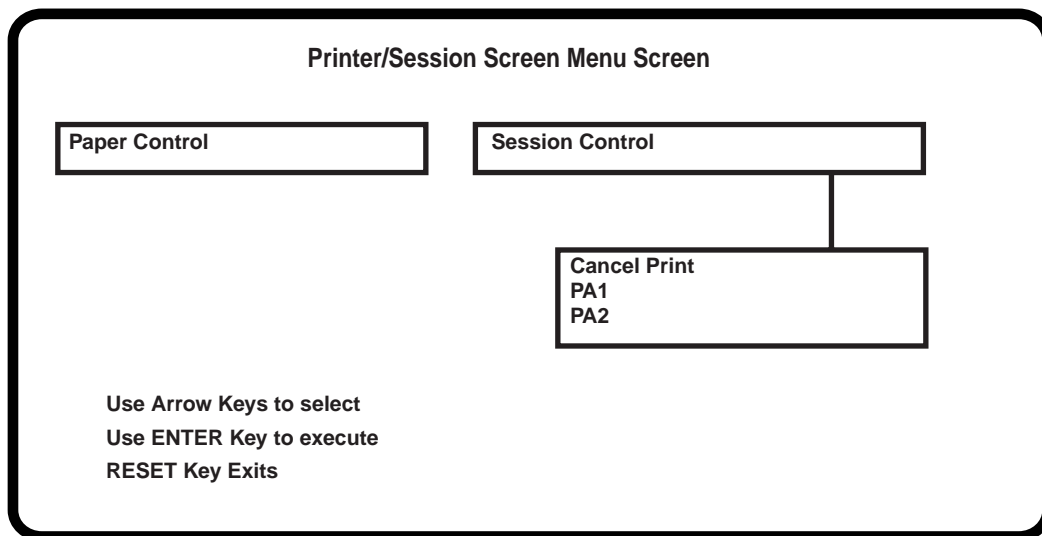 Printer/Session Screen Menu Screen
Paper Control
Session Control
Cancel Print
PA1
PA2
Use Arrow Keys to select
Use ENTER Key to execute
RESET Key Exits